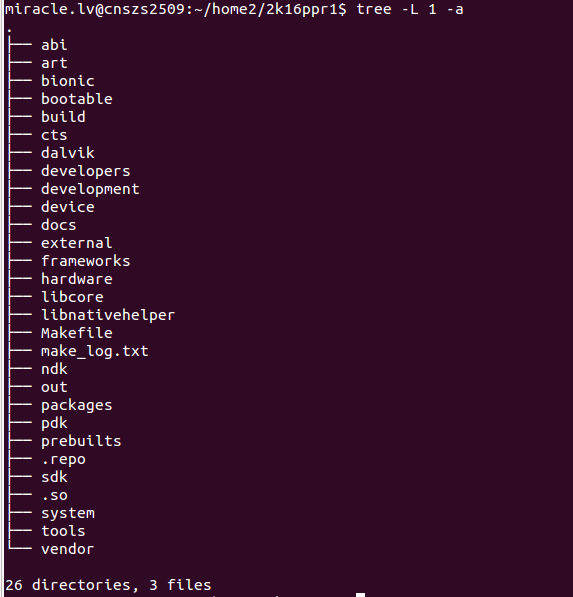 miracle.lv@cnszs2509:~/home2/2k16ppr1$ tree -L 1 -a
.
├── abi
├── art
├── bionic
├── bootable
├── build
├── cts
├── dalvik
├── developers
├── development
├── device
├── docs
├── external
├── frameworks
├── hardware
├── libcore
├── libnativehelper
├── Makefile
├── make_log.txt
├── ndk
├── out
├── packages
├── pdk
├── prebuilts
├── .repo
├── sdk
├── .so
├── system
├── tools
└── vendor
26 directories, 3 files